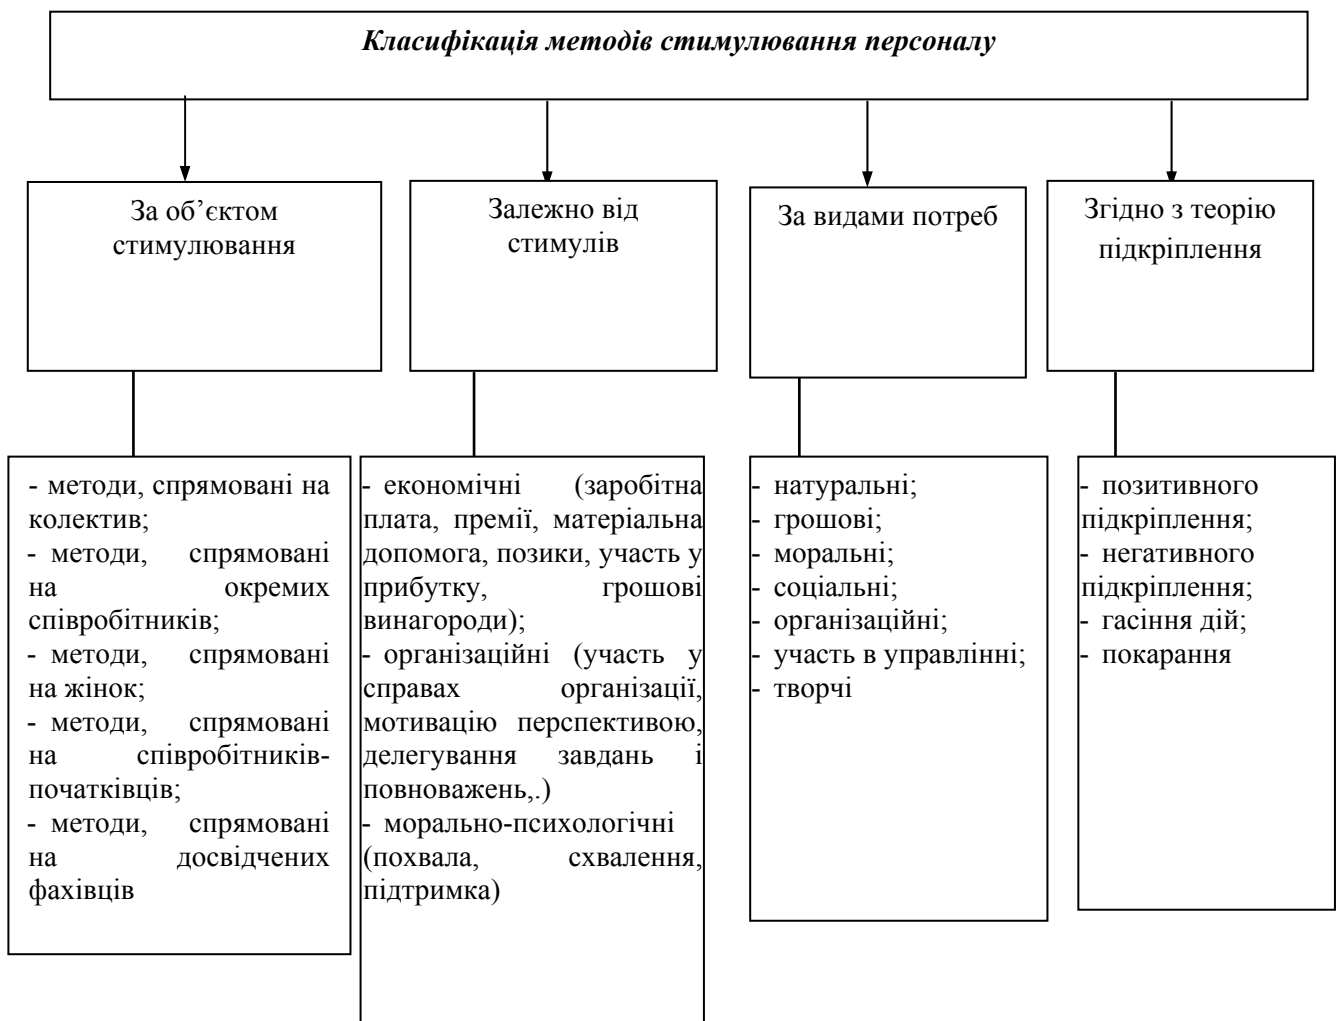 Класифікація методів стимулювання персоналу
За об’єктом
стимулювання
Залежно від
стимулів
За видами потреб
Згідно з теорію
підкріплення
- методи, спрямовані на
колектив;
- методи, спрямовані
на окремих
співробітників;
- методи, спрямовані
на жінок;
- методи, спрямовані
на співробітників-
початківців;
- методи, спрямовані
на досвідчених
фахівців
- економічні (заробітна
плата, премії, матеріальна
допомога, позики, участь у
прибутку, грошові
винагороди);
- організаційні (участь у
справах організації,
мотивацію перспективою,
делегування завдань і
повноважень,.)
- морально-психологічні
(похвала, схвалення,
підтримка)
- натуральні;
- грошові;
- моральні;
- соціальні;
- організаційні;
- участь в управлінні;
- творчі
- позитивного
підкріплення;
- негативного
підкріплення;
- гасіння дій;
- покарання